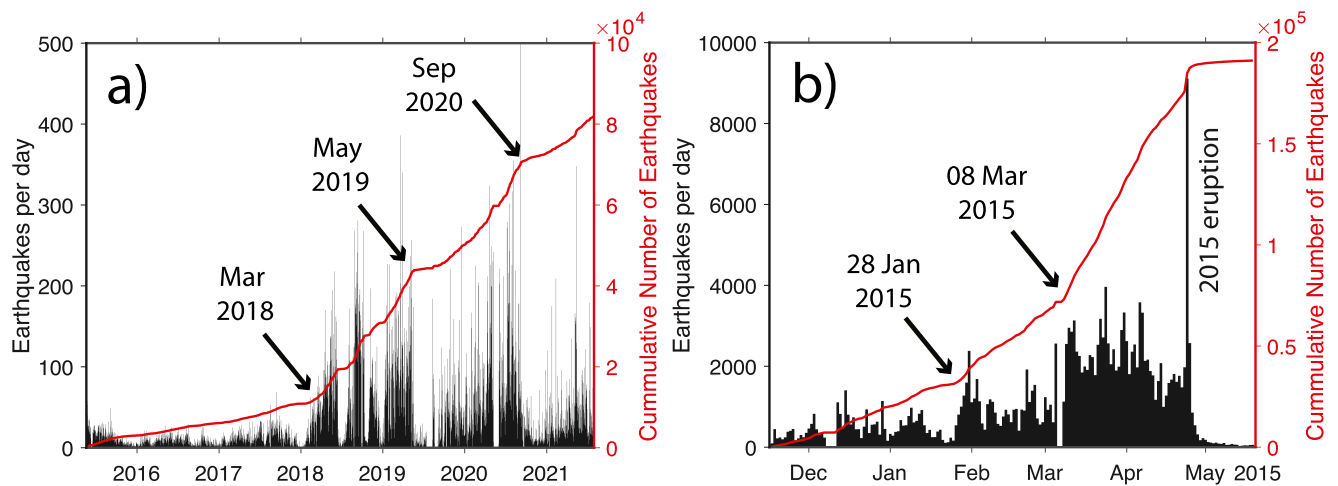 a)
×10⁴
500
400
300
200
100
0
Earthquakes per day
10
8
6
4
2
0
Cummulative Number of Earthquakes
Mar
2018
May
2019
Sep
2020
2016 2017 2018 2019 2020 2021
b)
×10⁵
10000
8000
6000
4000
2000
0
Earthquakes per day
2
1.5
1
0.5
0
Cummulative Number of Earthquakes
28 Jan
2015
08 Mar
2015
2015 eruption
Dec Jan Feb Mar Apr May 2015